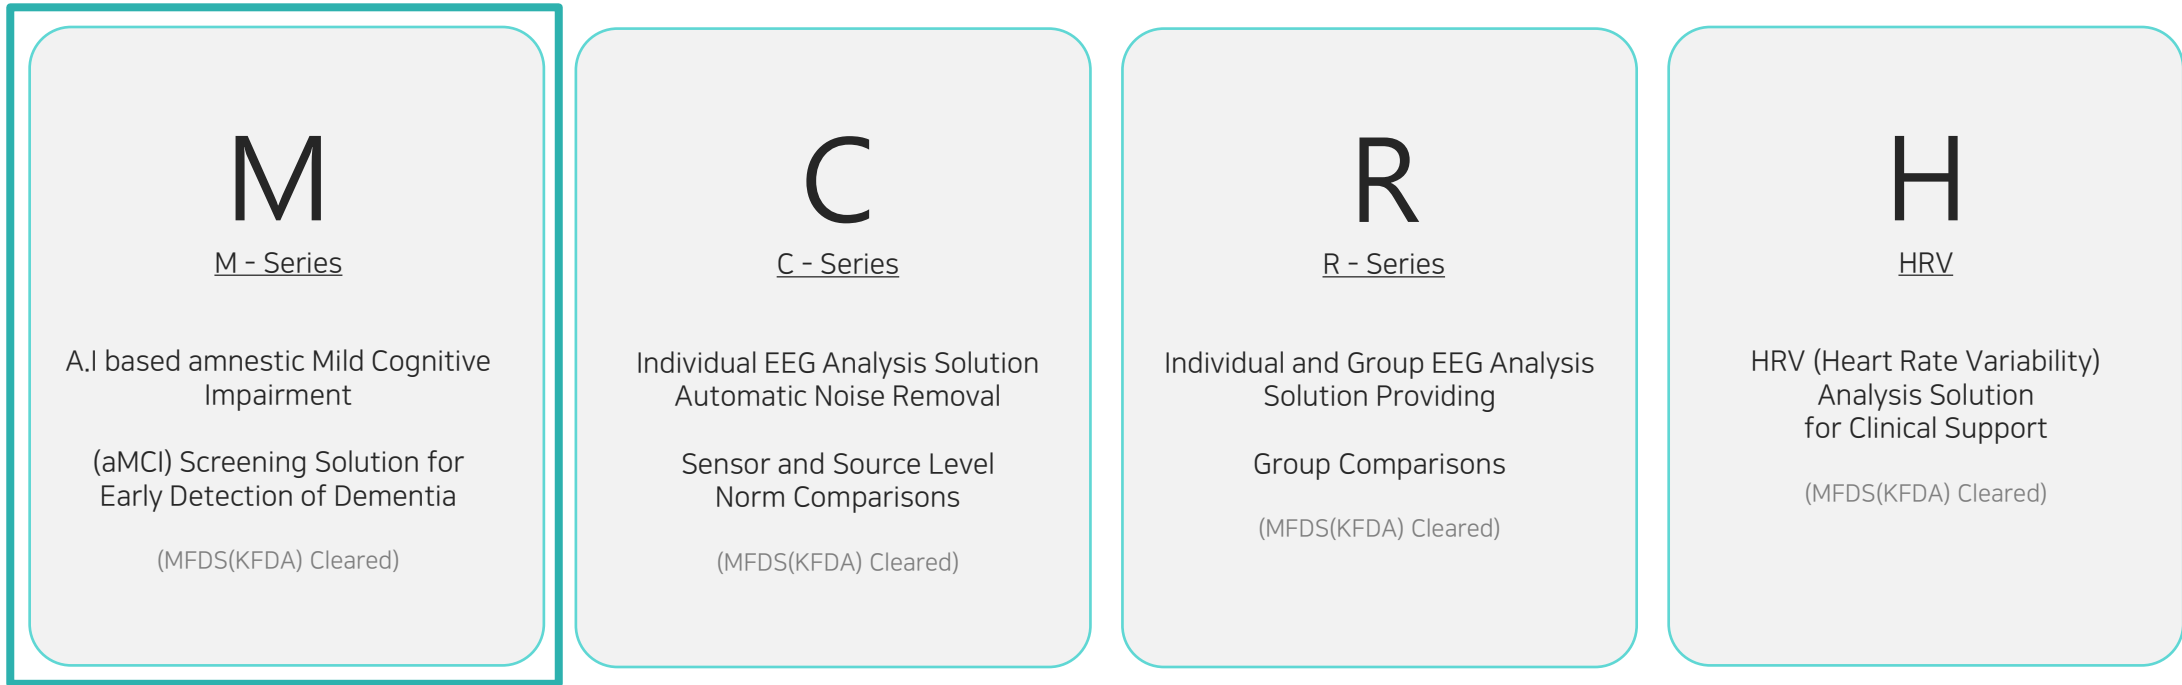 M
M - Series
A.I based amnestic Mild Cognitive
Impairment
(aMCI) Screening Solution for
Early Detection of Dementia
(MFDS(KFDA) Cleared)
C
C - Series
Individual EEG Analysis Solution
Automatic Noise Removal
Sensor and Source Level
Norm Comparisons
(MFDS(KFDA) Cleared)
R
R - Series
Individual and Group EEG Analysis
Solution Providing
Group Comparisons
(MFDS(KFDA) Cleared)
H
HRV
HRV (Heart Rate Variability)
Analysis Solution
for Clinical Support
(MFDS(KFDA) Cleared)